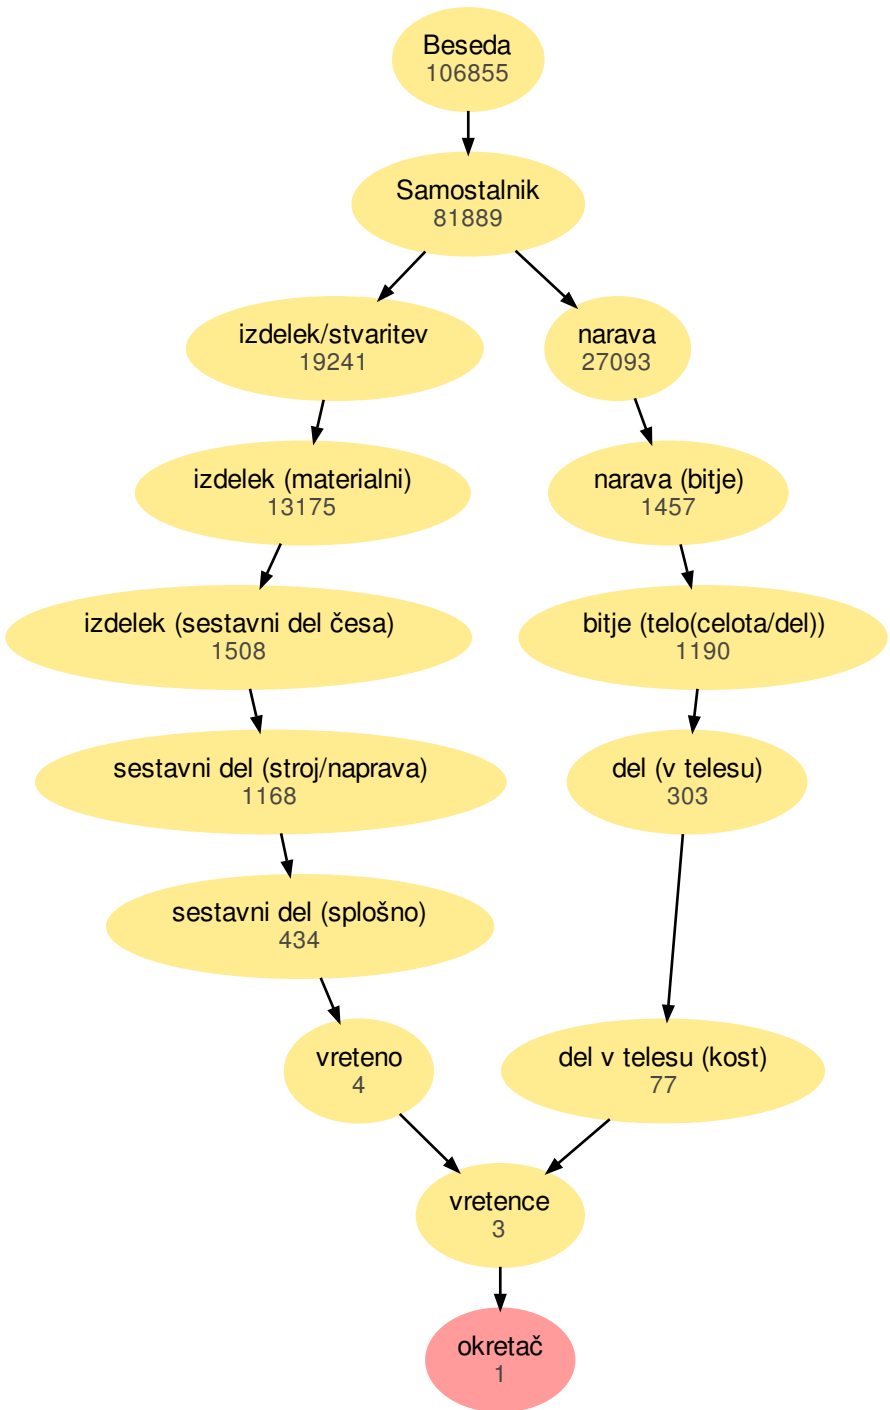 Beseda
106855
Samostalnik
81889
izdelek/stvaritev
19241
narava
27093
izdelek (materialni)
13175
narava (bitje)
1457
izdelek (sestavni del česa)
1508
bitje (telo(celota/del))
1190
sestavni del (stroj/naprava)
1168
del (v telesu)
303
sestavni del (splošno)
434
vreteno
4
del v telesu (kost)
77
vretence
3
okretač
1